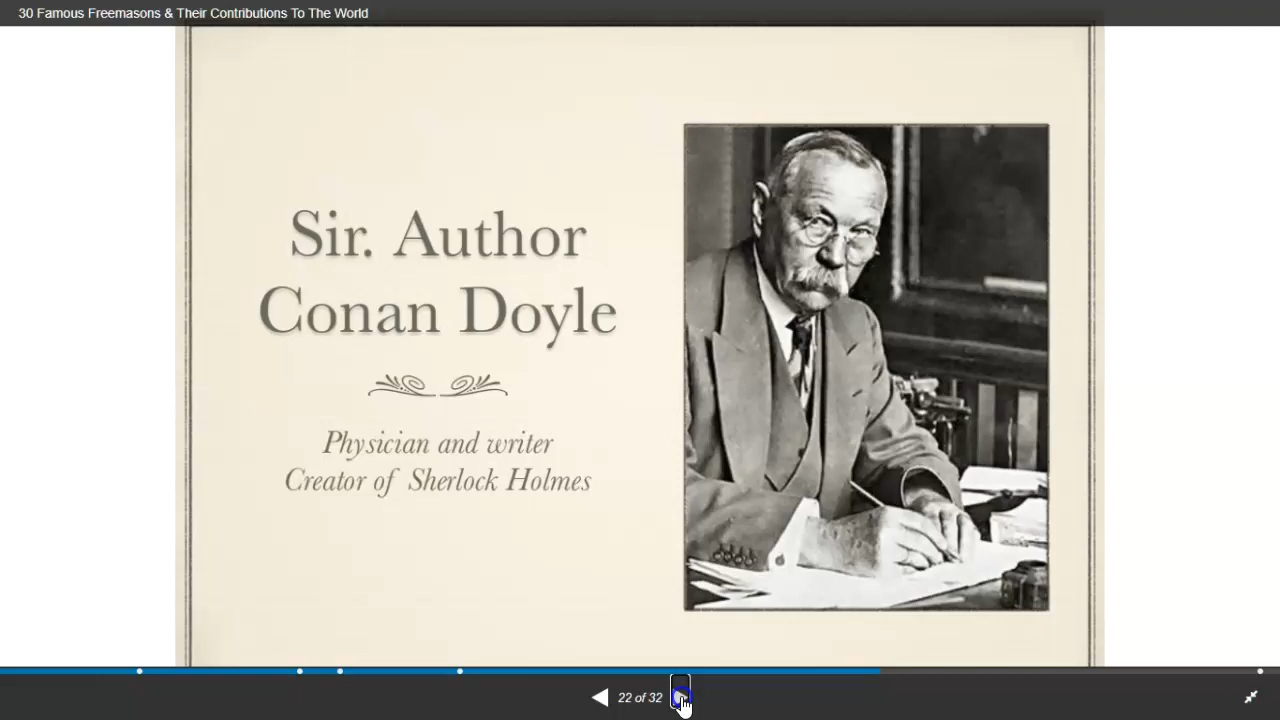 30 Famous Freemasons & Their Contributions To The World
Sir. Author
Conan Doyle
Physician and writer
Creator of Sherlock Holmes
22 of 32